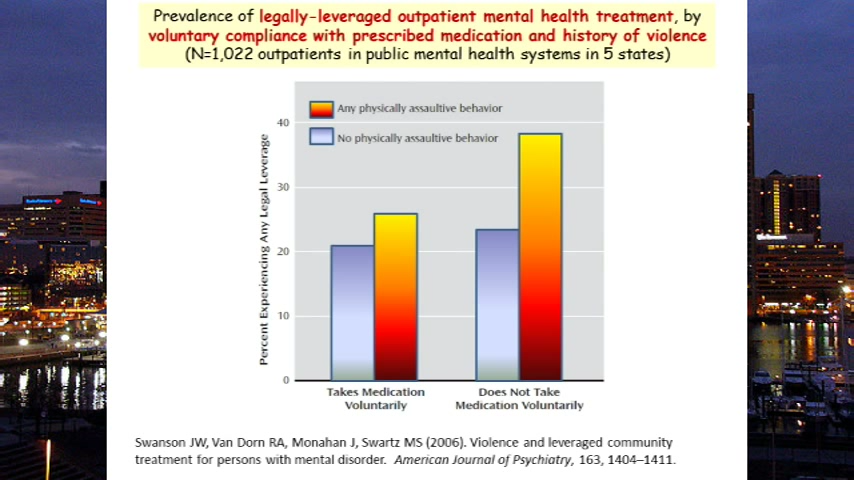 Prevalence of legally-leveraged outpatient mental health treatment, by
voluntary compliance with prescribed medication and history of violence
(N=1,022 outpatients in public mental health systems in 5 states)
Any physically assaultive behavior
No physically assaultive behavior
Percent Experiencing Any Legal Leverage
40
30
20
10
0
Takes Medication
Voluntarily
Does Not Take
Medication Voluntarily
Swanson JW, Van Dorn RA, Monahan J, Swartz MS (2006). Violence and leveraged community
treatment for persons with mental disorder. American Journal of Psychiatry, 163, 1404–1411.